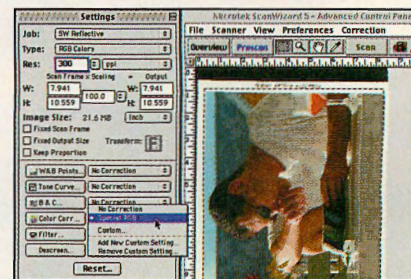 Settings
Job: SW Reflective
Type: RGB Colors
Res: 300 ppi
Scan Frame x Scaling = Output
W: 7.941 100.0 W: 7.941
H: 10.559 H: 10.559
Image Size: 21.6 MB Inch
Fixed Scan Frame
Fixed Output Size Transform:
Keep Proportion
W&B Points... No Correction
Tone Curve... No Correction
B & C... No Correction
Color Corr...
Filter...
Descreen...
No Correction
Special RGB
Custom...
Add New Custom Setting...
Remove Custom Setting...
Reset...
Microtek ScanWizard 5 - Advanced Control Panel
File Scanner View Preferences Correction
Overview Prescan Scan